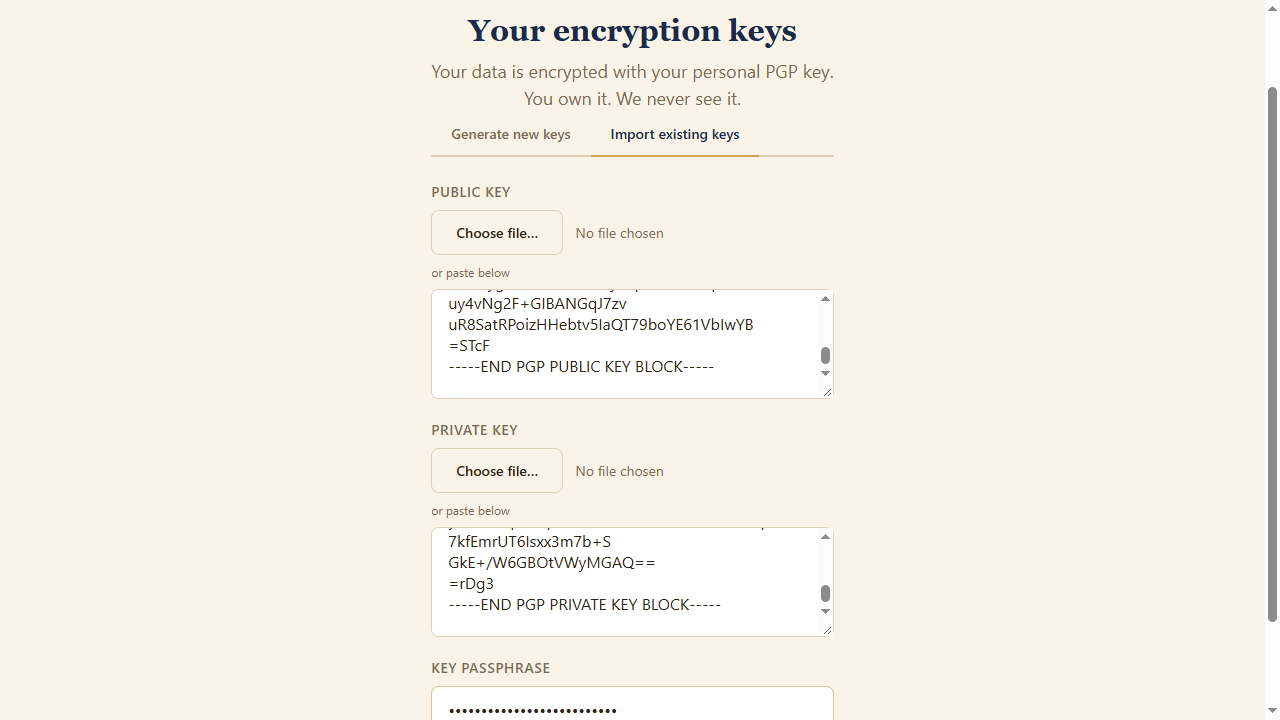 Your encryption keys
Your data is encrypted with your personal PGP key.
You own it. We never see it.
Generate new keys
Import existing keys
PUBLIC KEY
Choose file...
No file chosen
or paste below
uy4vNg2F+GIBANGqJ7zv
uR8SatRPoizHHebtv5IaQT79boYE61VbIwYB
=STcF
-----END PGP PUBLIC KEY BLOCK-----
PRIVATE KEY
Choose file...
No file chosen
or paste below
7kfEmrUT6Isxx3m7b+S
GkE+/W6GBOtVWyMGAQ==
=rDg3
-----END PGP PRIVATE KEY BLOCK-----
KEY PASSPHRASE
••••••••••••••••••••••••••